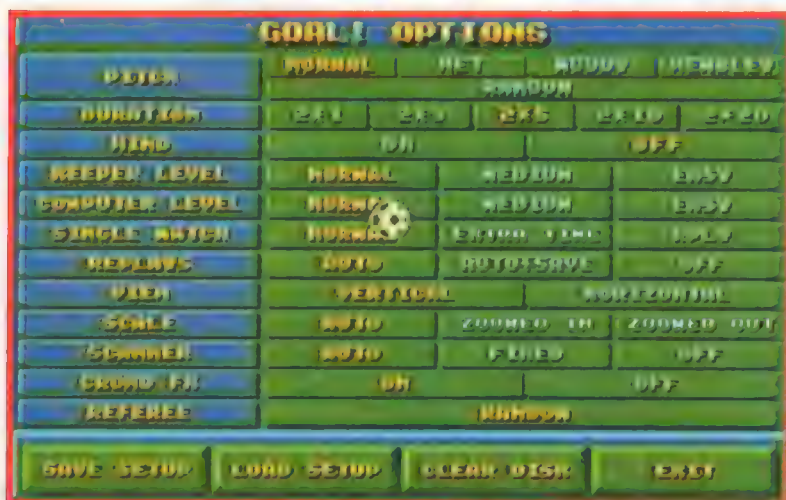 GOAL! OPTIONS
PITCH NORMAL WET MUDDY WEMBLEY
RANDOM
DURATION 2X1 2X3 2X5 2X10 2X20
WIND ON OFF
KEEPER LEVEL NORMAL MEDIUM EASY
COMPUTER LEVEL MEDIUM EASY
SINGLE MATCH NORMAL EXTRA TIME
REPLAYS AUTO AUTO+SAVE OFF
VIEW VERTICAL HORIZONTAL
SCALE AUTO ZOOMED IN ZOOMED OUT
SCANNER AUTO FIXED OFF
CROWD FX ON OFF
REFEREE RANDOM
SAVE SETUP LOAD SETUP CLEAR DISK EXIT